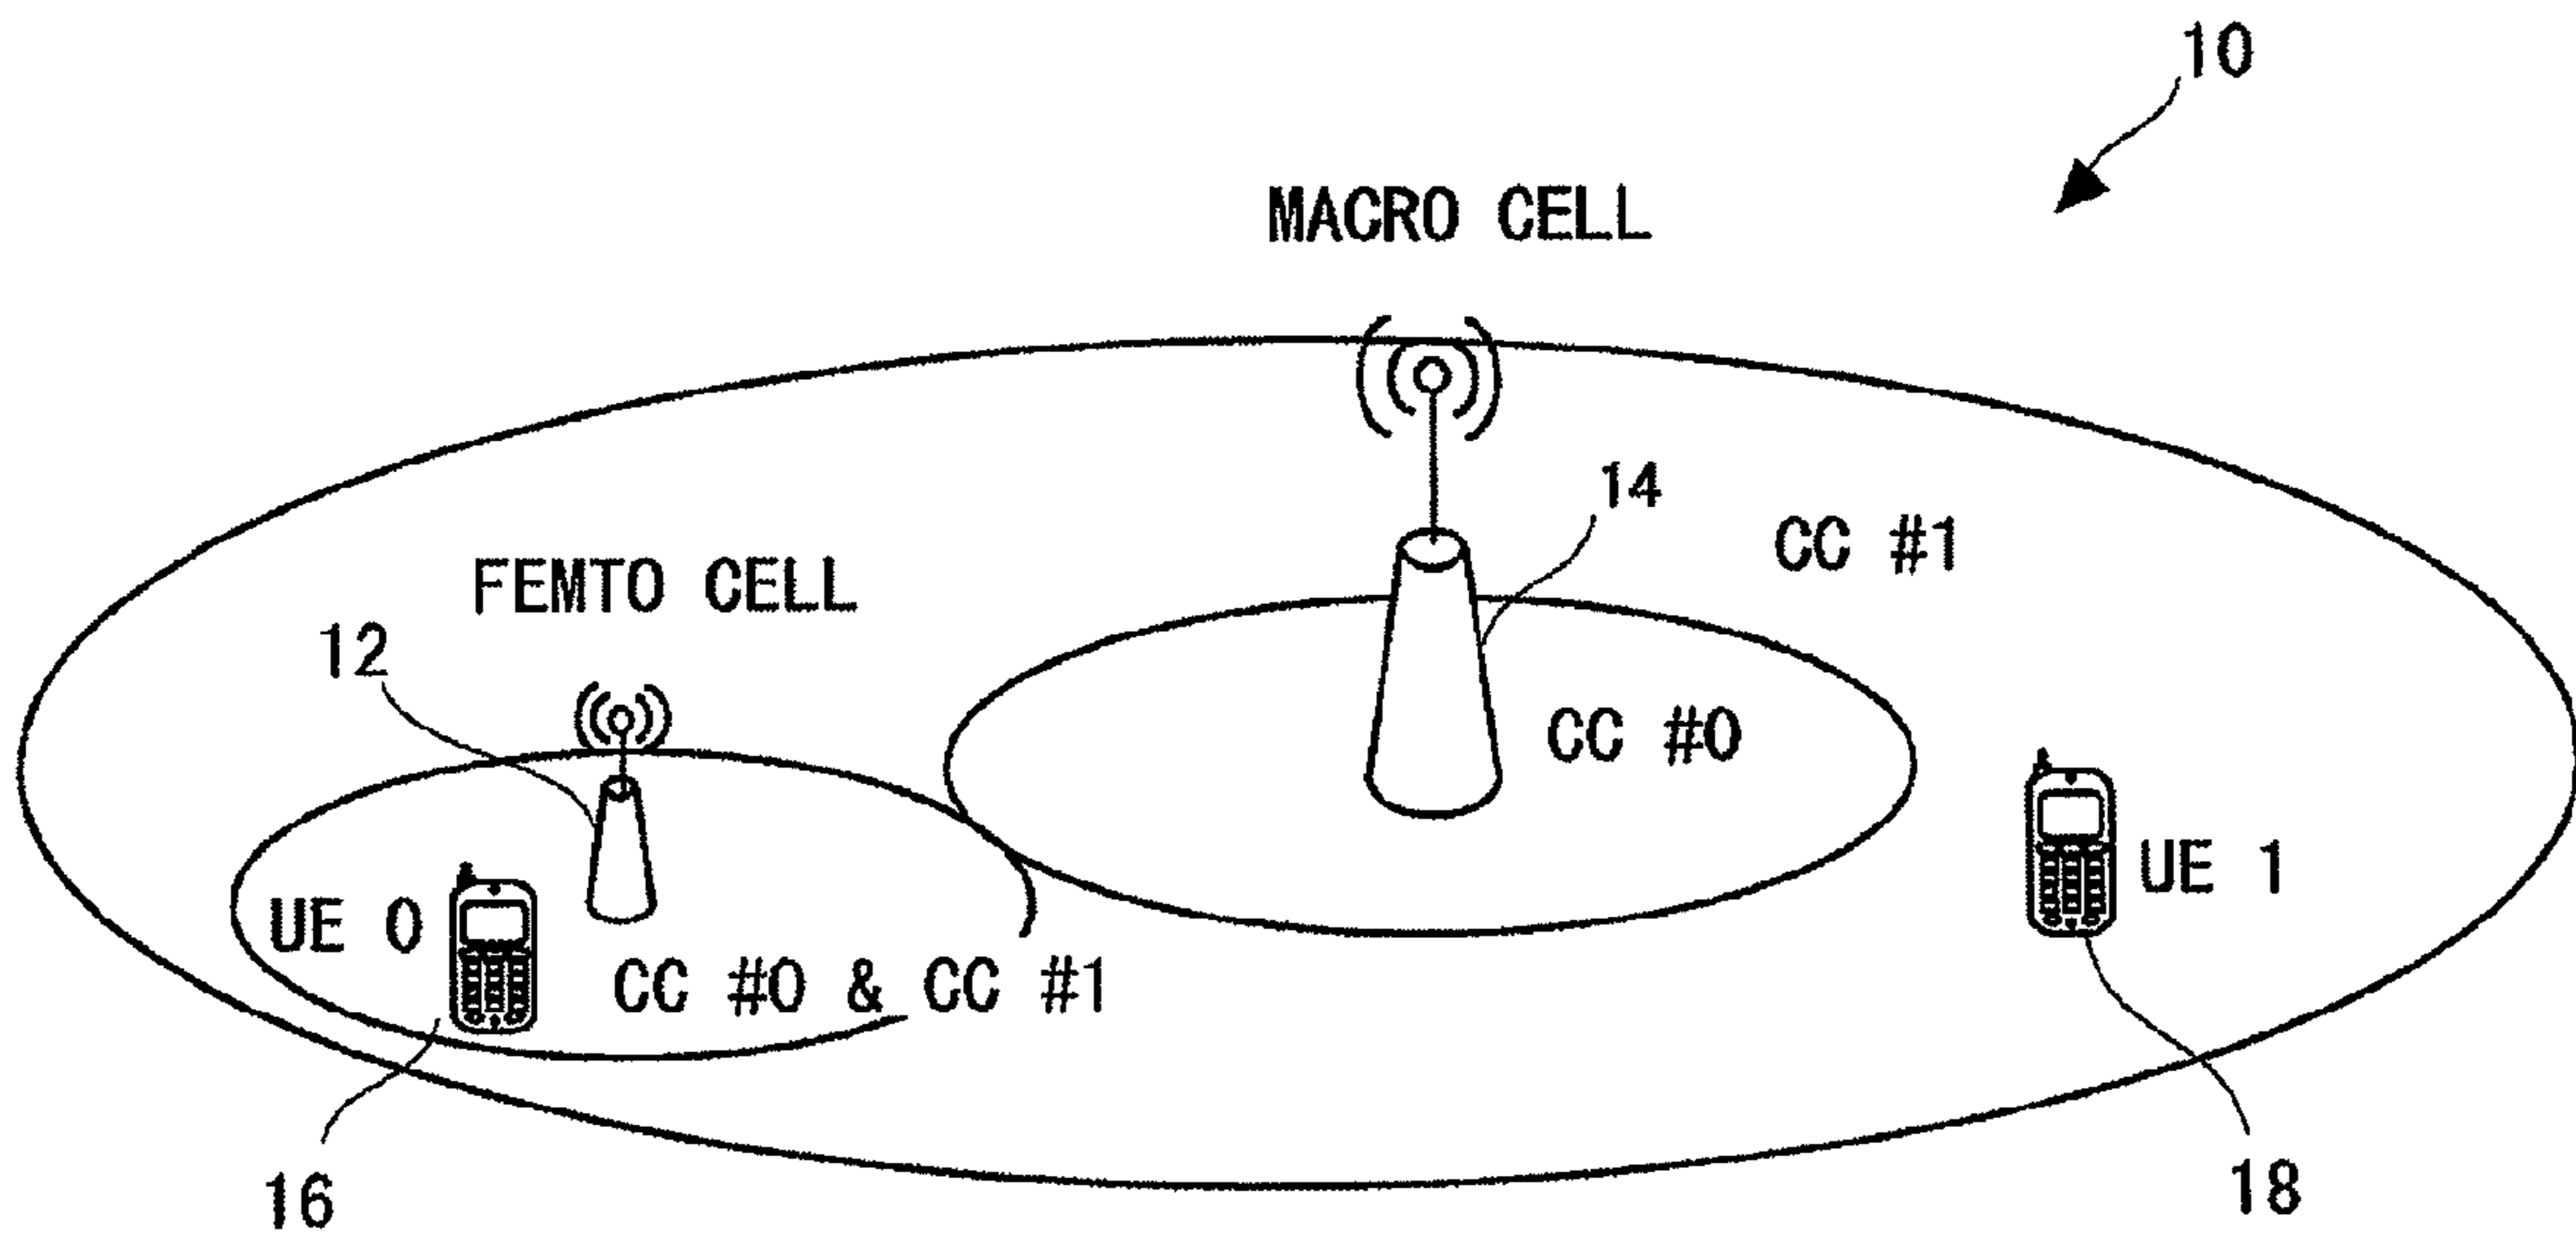 10
MACRO CELL
14
CC #1
FEMTO CELL
12
CC #0
UE 1
UE 0
CC #0 & CC #1
16
18